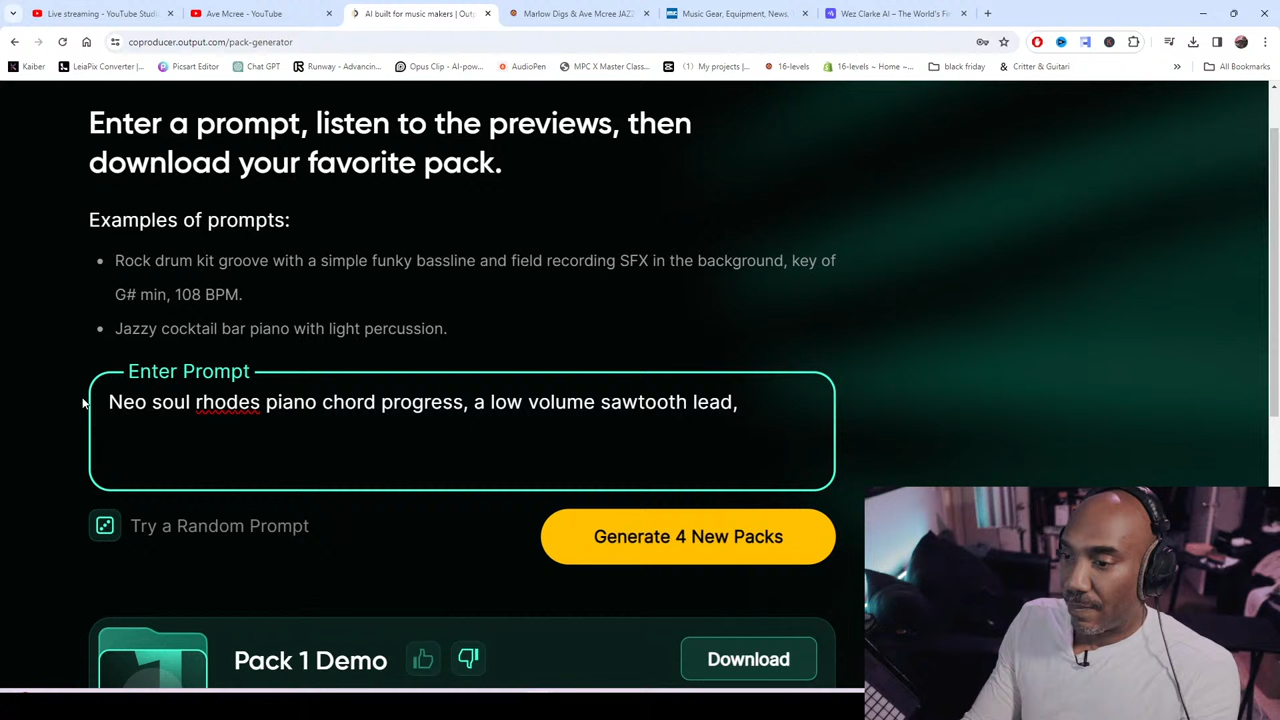 Live streaming - YouTube Studi
Ave Mcree - YouTube
AI built for music makers | Outp
Marlow Digs & Ave Mcree JAZZ
Music Gear, Equipment, News,
Wez Clarke AI – The World's Fi
coproducer.output.com/pack-generator
Kaiber
LeiaPix Converter |...
Picsart Editor
Chat GPT
Runway - Advancing...
Opus Clip - AI-pow...
AudioPen
MPC X Master Class...
(1) My projects |...
16-levels
16-levels ~ Home ~...
black friday
Critter & Guitari
All Bookmarks
Enter a prompt, listen to the previews, then
download your favorite pack.
Examples of prompts:
Rock drum kit groove with a simple funky bassline and field recording SFX in the background, key of
G# min, 108 BPM.
Jazzy cocktail bar piano with light percussion.
Enter Prompt
Neo soul rhodes piano chord progress, a low volume sawtooth lead,
Try a Random Prompt
Generate 4 New Packs
1
Pack 1 Demo
Download